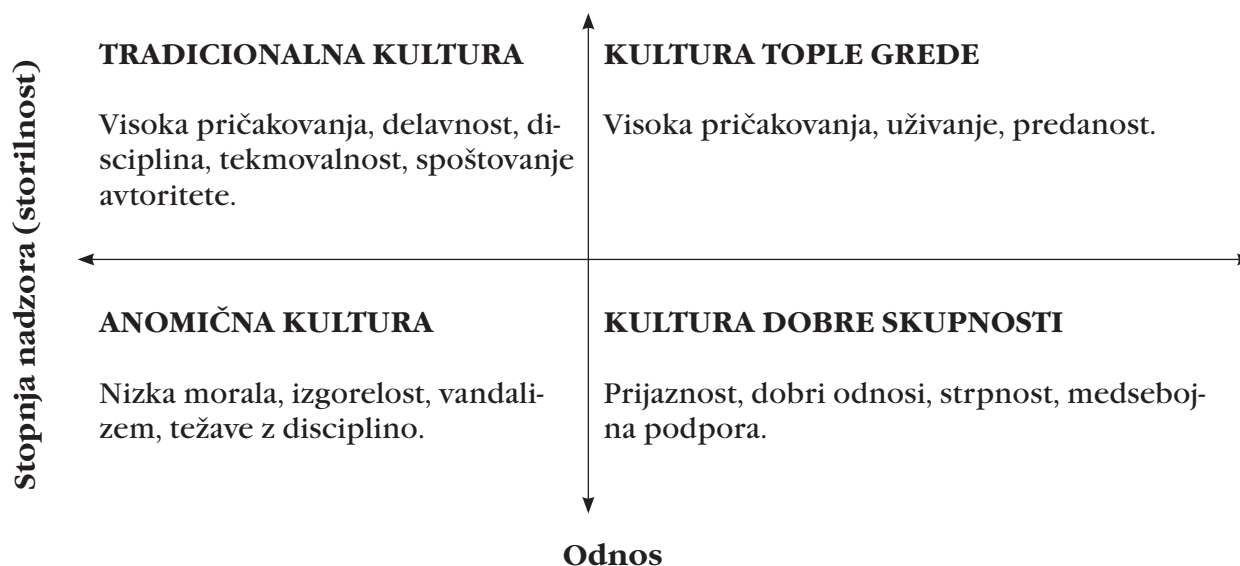 Stopnja nadzora (storilnost)
TRADICIONALNA KULTURA
Visoka pričakovanja, delavnost, di-
sciplina, tekmovalnost, spoštovanje
avtoritete.
KULTURA TOPLE GREDE
Visoka pričakovanja, uživanje, predanost.
ANOMIČNA KULTURA
Nizka morala, izgorelost, vandali-
zem, težave z disciplino.
KULTURA DOBRE SKUPNOSTI
Prijaznost, dobri odnosi, strpnost, medseboj-
na podpora.
Odnos